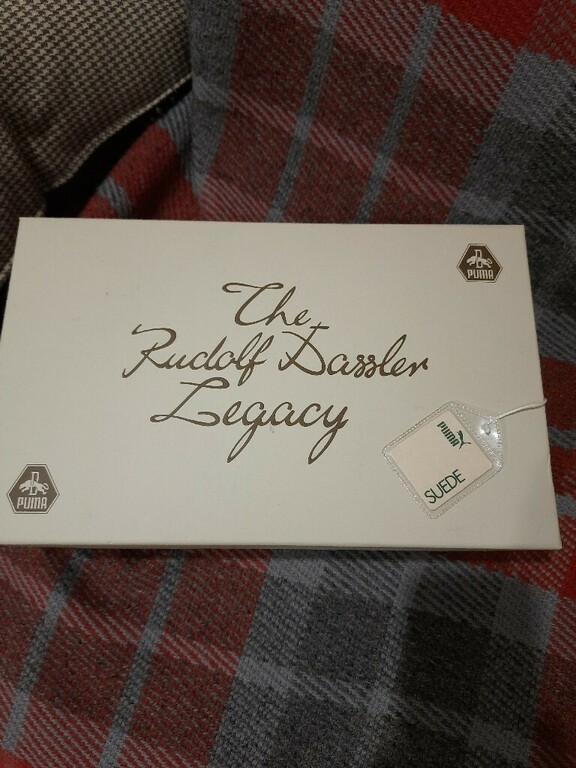 PUMA
The
Rudolf Dassler
Legacy
PUMA
SUEDE
PUMA